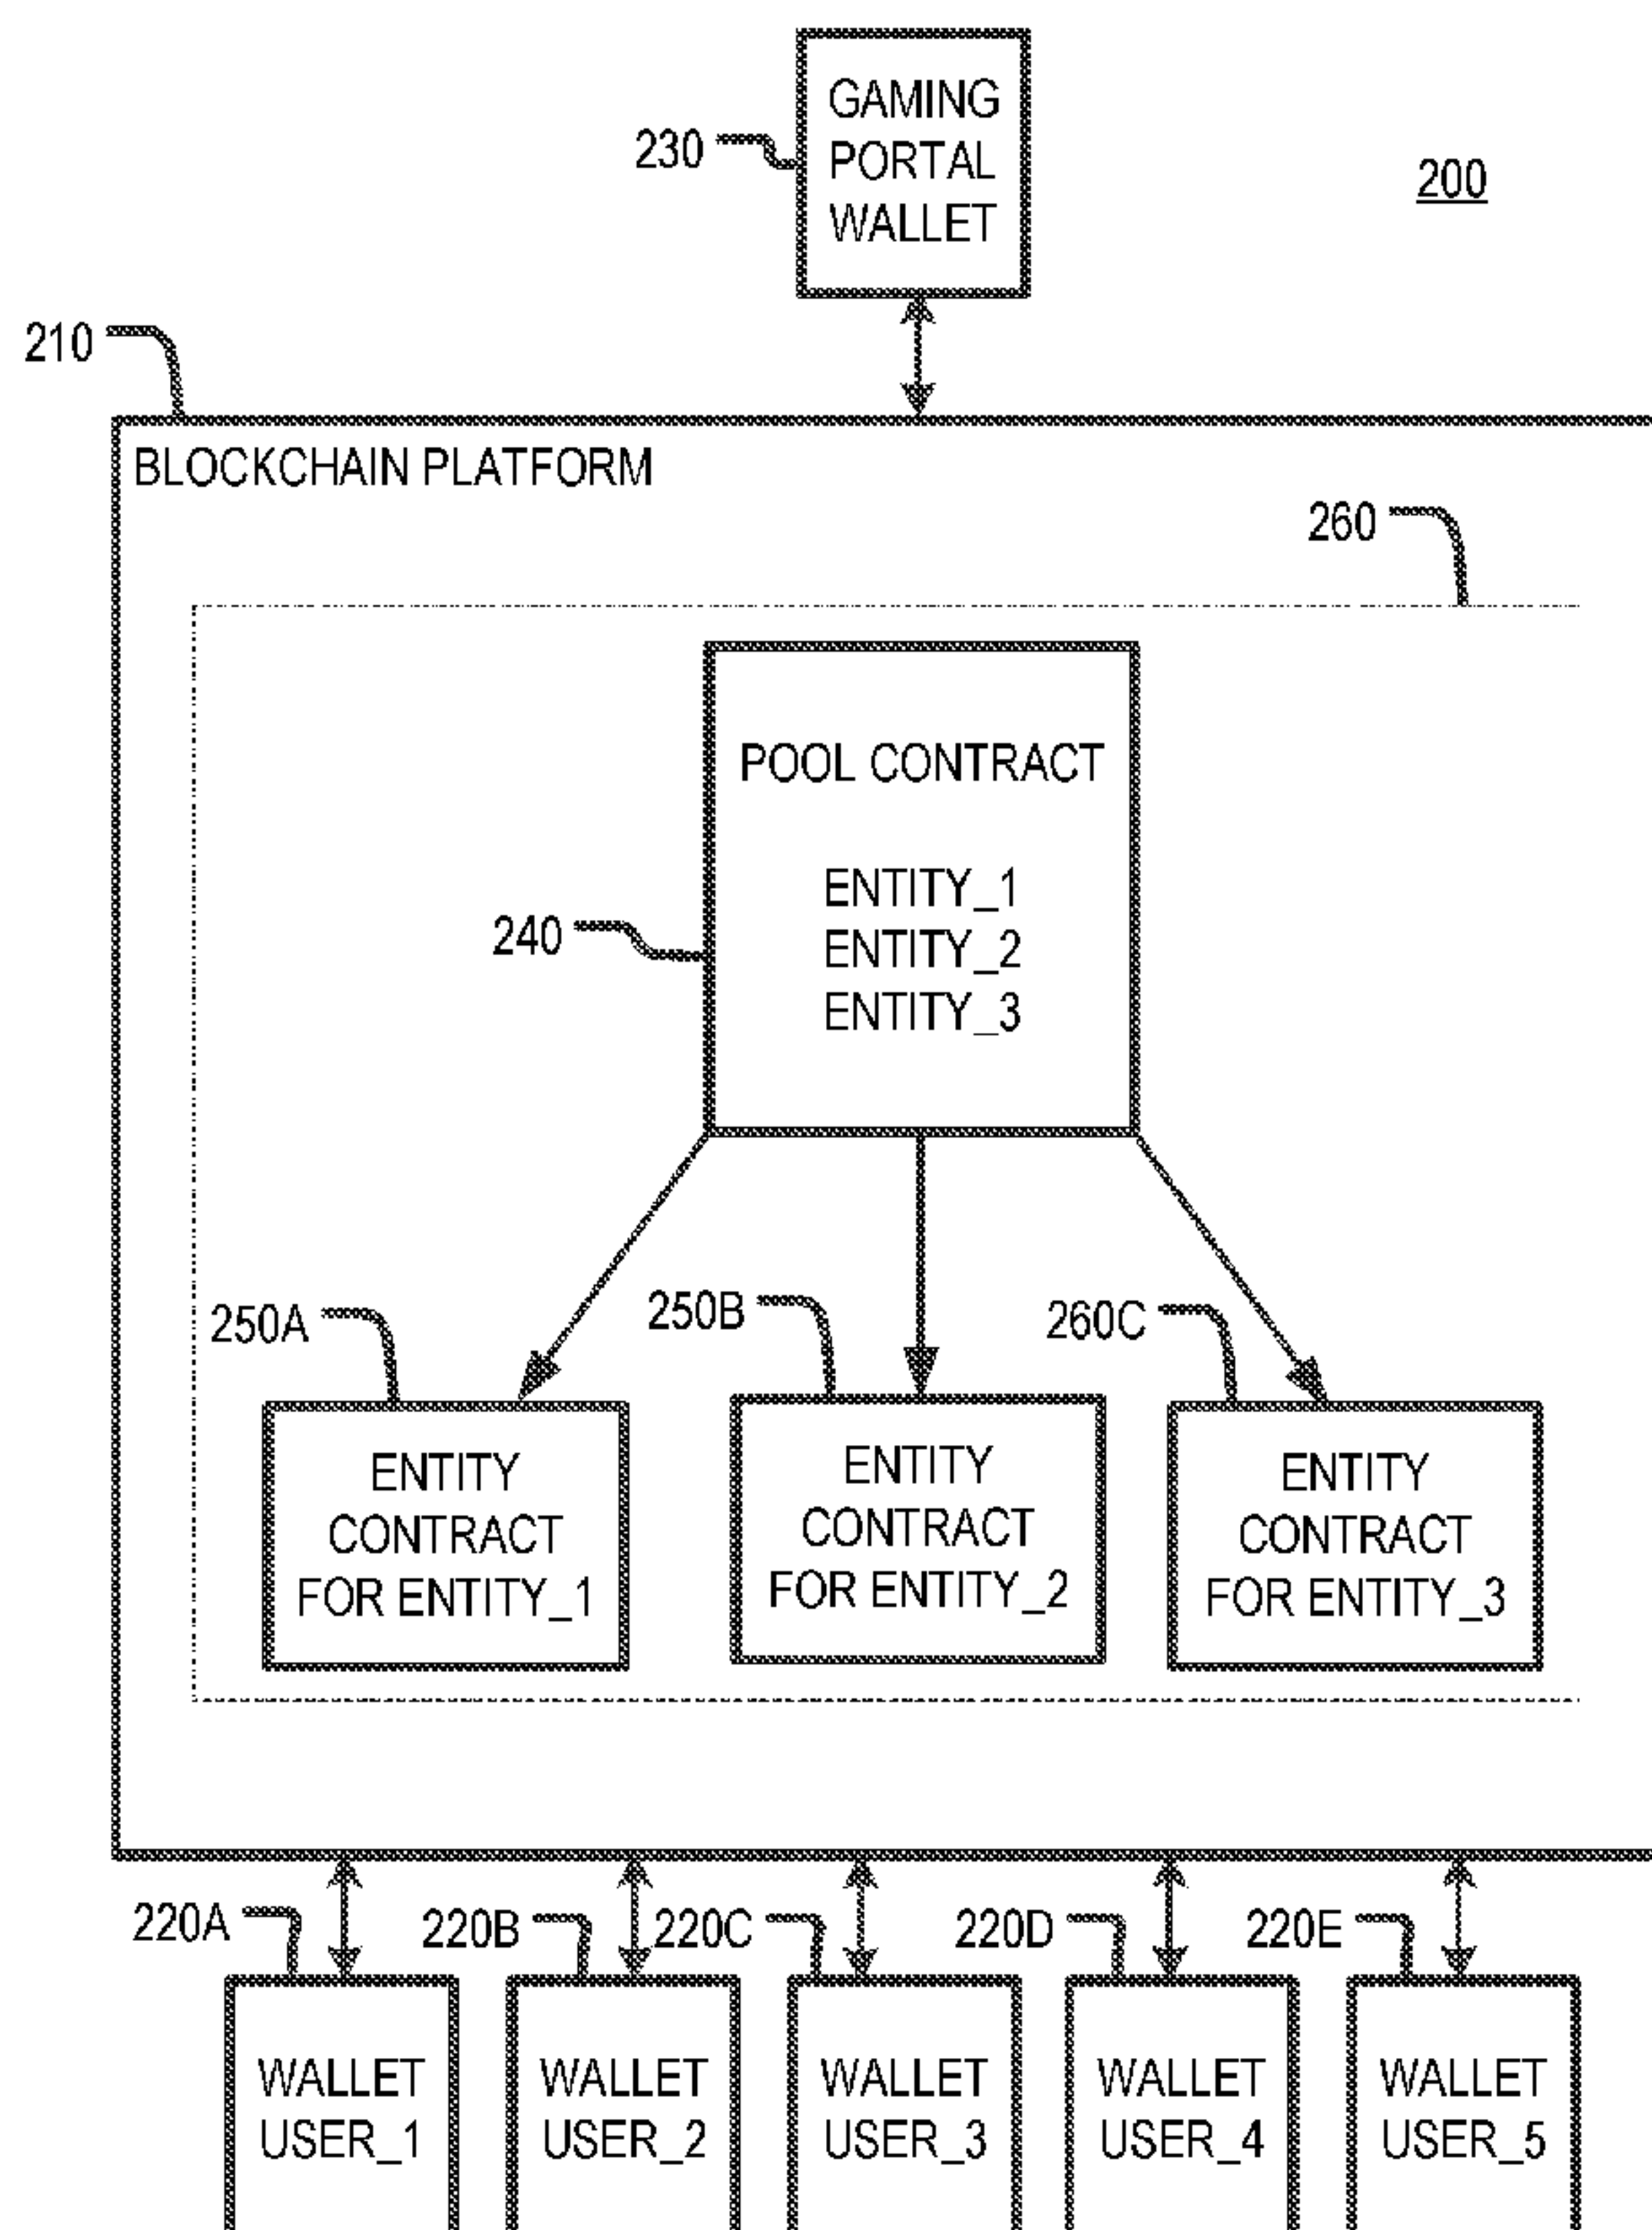 GAMING
PORTAL
WALLET
230
200
210
BLOCKCHAIN PLATFORM
260
POOL CONTRACT
ENTITY_1
ENTITY_2
ENTITY_3
240
250A
250B
260C
ENTITY
CONTRACT
FOR ENTITY_1
ENTITY
CONTRACT
FOR ENTITY_2
ENTITY
CONTRACT
FOR ENTITY_3
220A
220B
220C
220D
220E
WALLET
USER_1
WALLET
USER_2
WALLET
USER_3
WALLET
USER_4
WALLET
USER_5